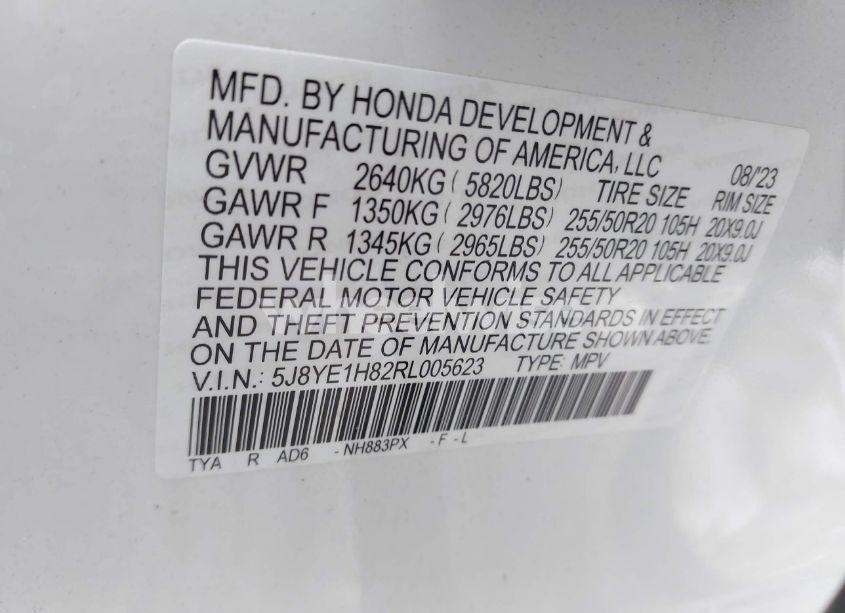 MFD. BY HONDA DEVELOPMENT &
MANUFACTURING OF AMERICA, LLC 08/'23
GVWR 2640KG ( 5820LBS) TIRE SIZE RIM SIZE
GAWR F 1350KG ( 2976LBS) 255/50R20 105H 20X9.0J
GAWR R 1345KG ( 2965LBS) 255/50R20 105H 20X9.0J
THIS VEHICLE CONFORMS TO ALL APPLICABLE
FEDERAL MOTOR VEHICLE SAFETY
AND THEFT PREVENTION STANDARDS IN EFFECT
ON THE DATE OF MANUFACTURE SHOWN ABOVE.
V.I.N.: 5J8YE1H82RL005623 TYPE: MPV
TYA R AD6 - NH883PX - F - L